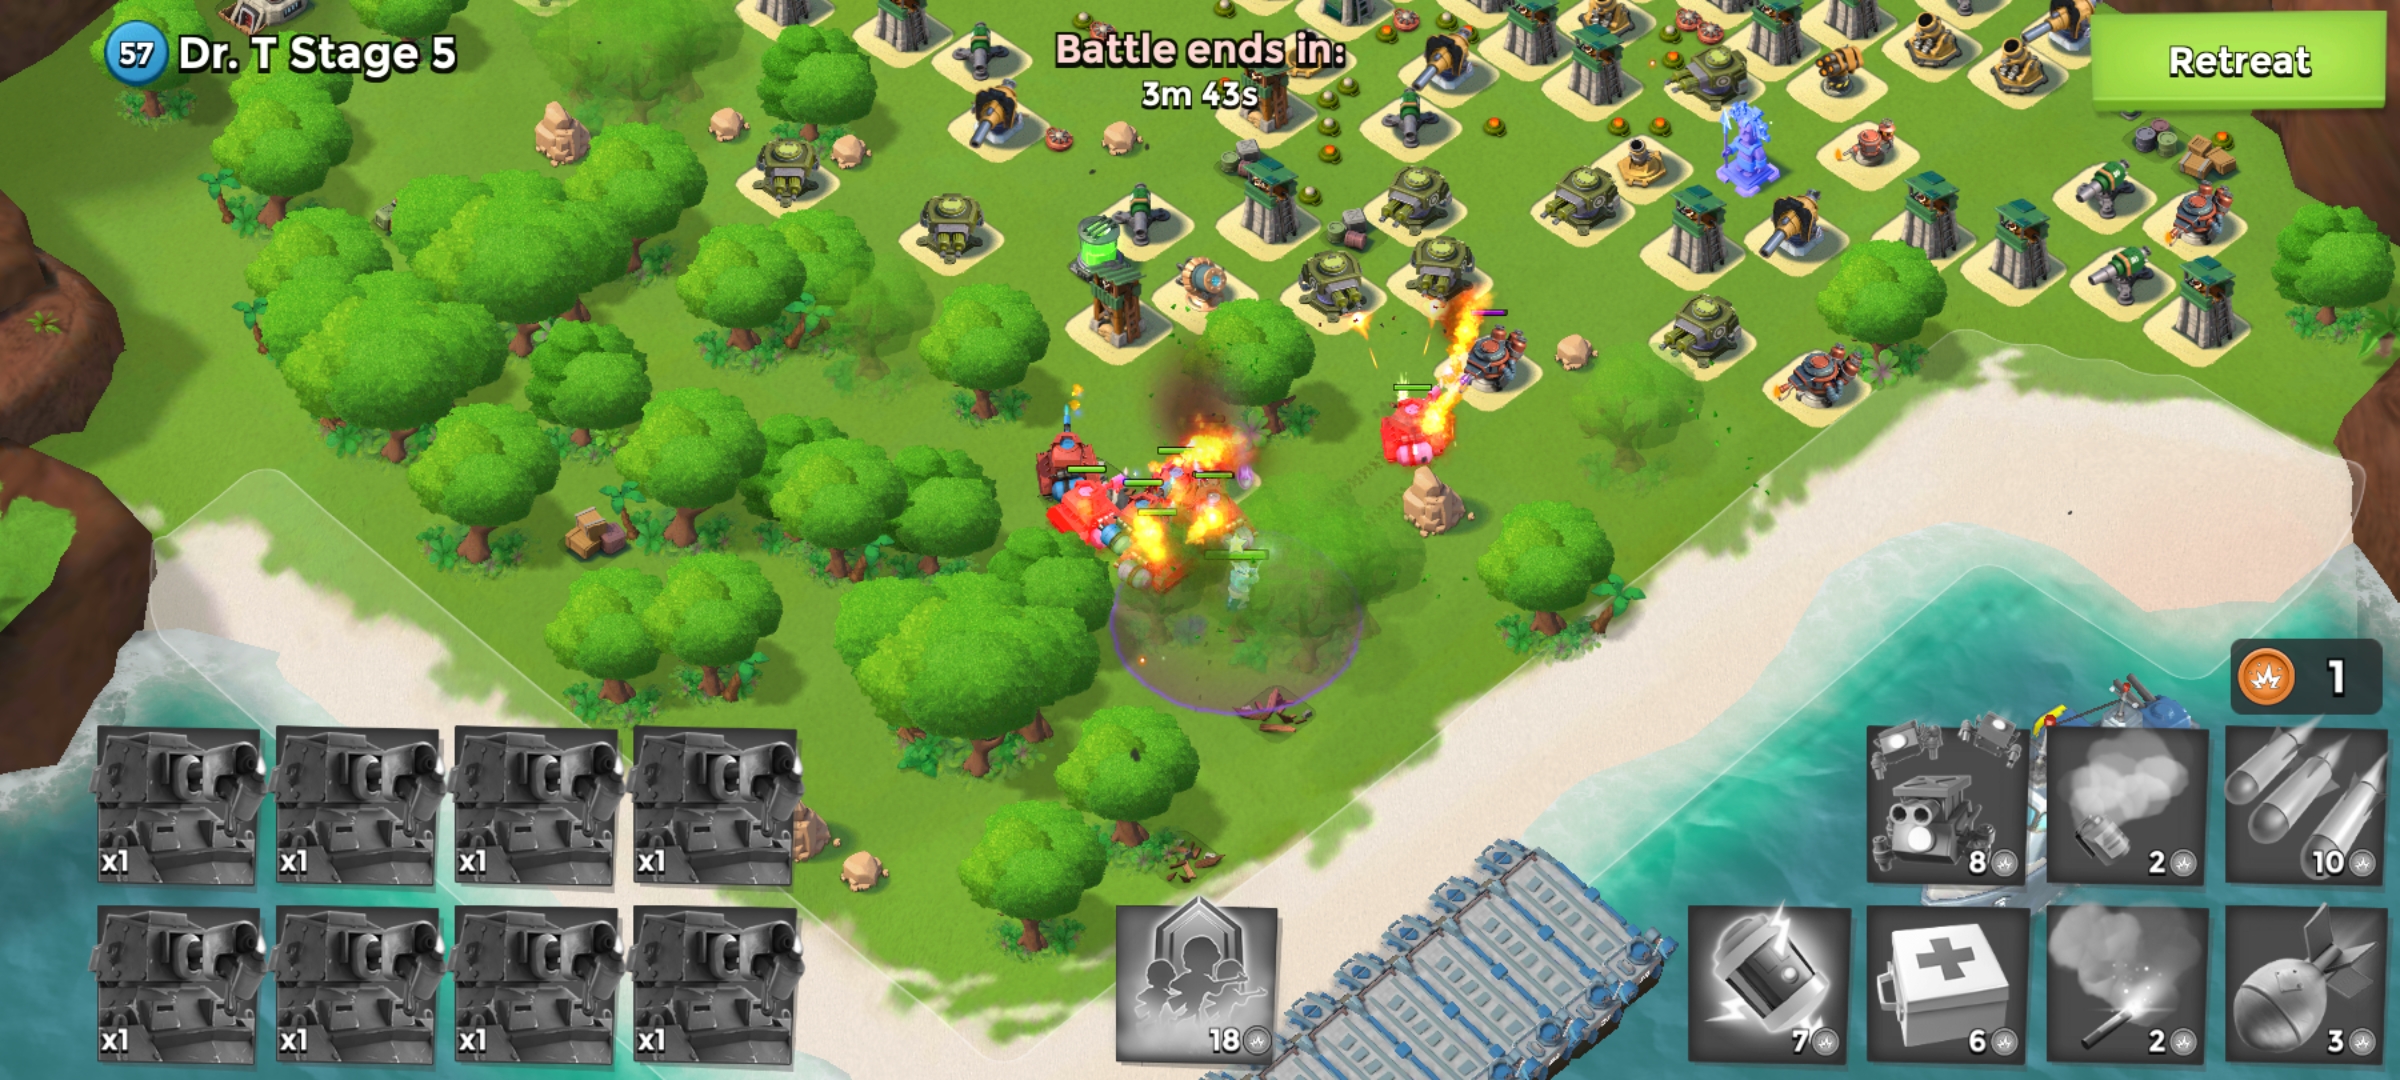 57 Dr. T Stage 5
Battle ends in:
3m 43s
Retreat
1
x1 x1 x1 x1
8 2 10
x1 x1 x1 x1
18 7 6 2 3